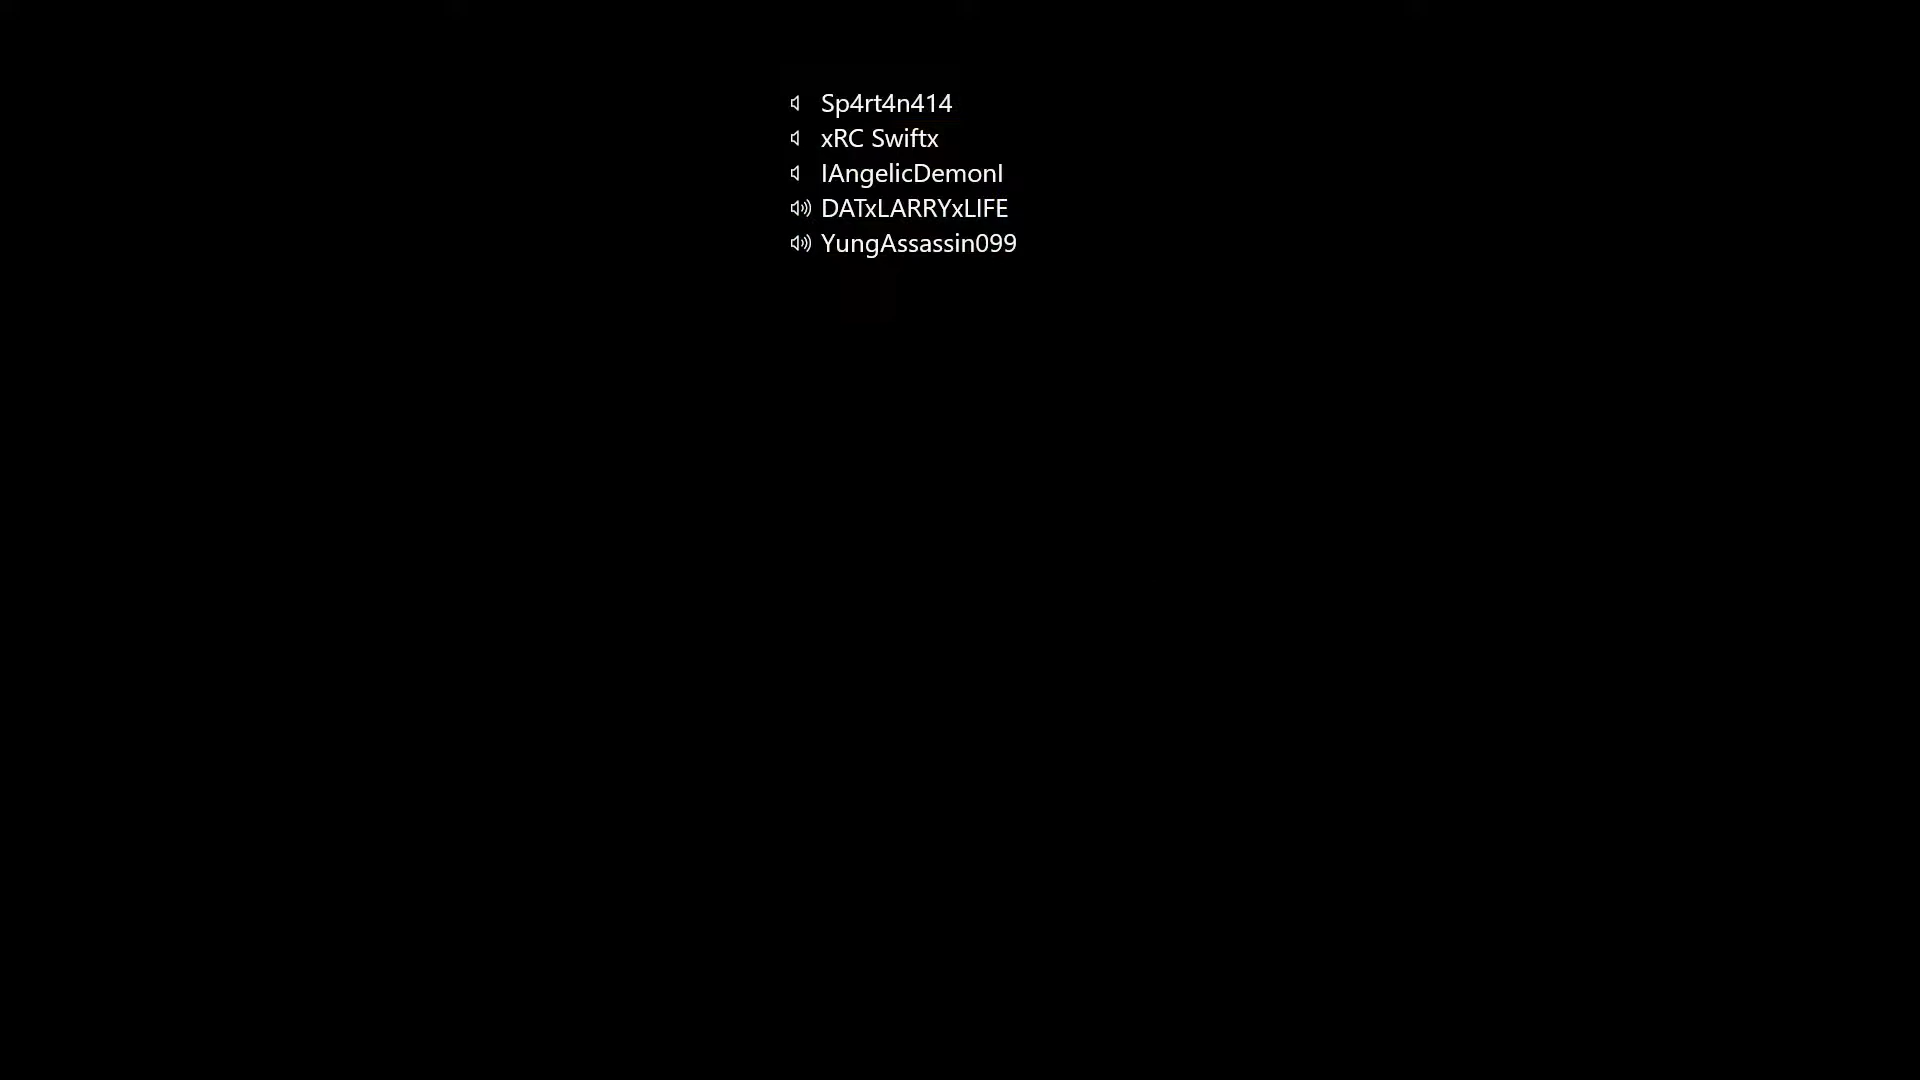 Sp4rt4n414
xRC Swiftx
IAngelicDemonI
DATxLARRYxLIFE
YungAssassin099